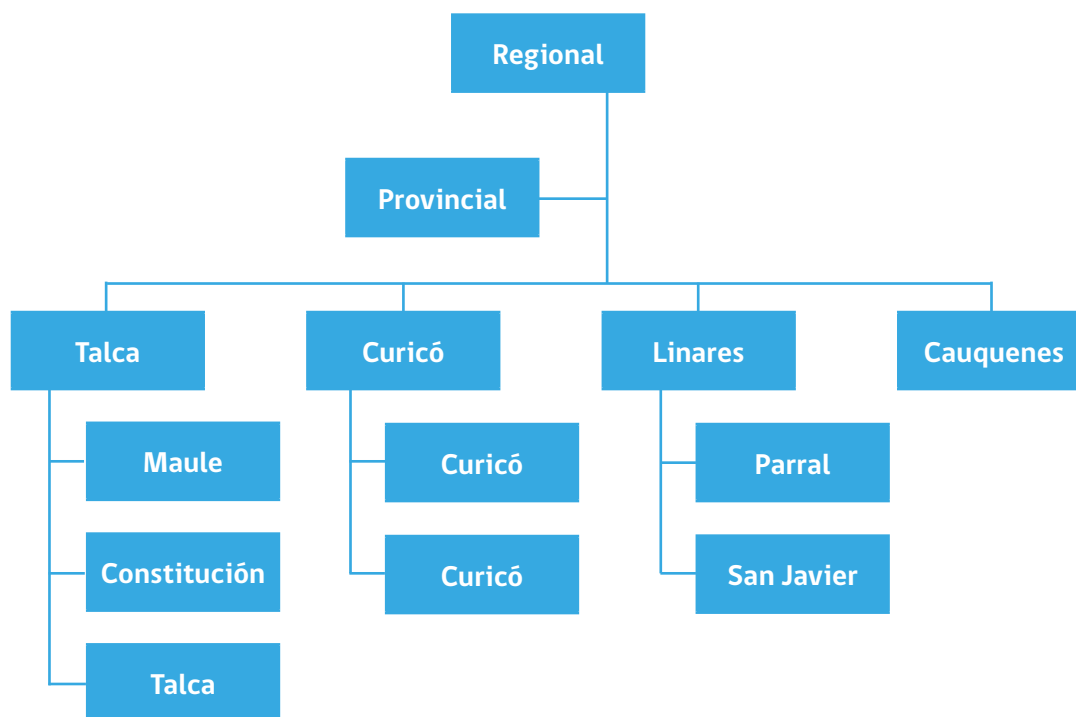 Regional
Provincial
Talca
Curicó
Linares
Cauquenes
Maule
Curicó
Parral
Constitución
Curicó
San Javier
Talca